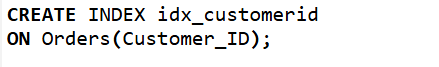 CREATE INDEX idx_customerid
ON Orders(Customer_ID);